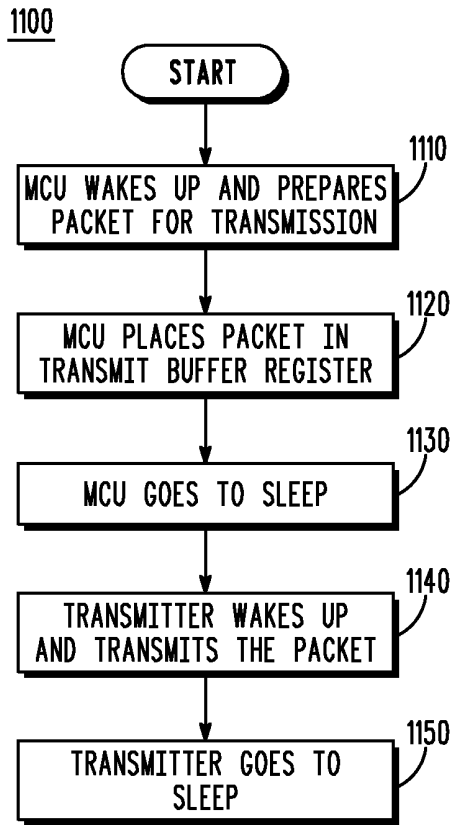 1100
START
1110
MCU WAKES UP AND PREPARES
PACKET FOR TRANSMISSION
1120
MCU PLACES PACKET IN
TRANSMIT BUFFER REGISTER
1130
MCU GOES TO SLEEP
1140
TRANSMITTER WAKES UP
AND TRANSMITS THE PACKET
1150
TRANSMITTER GOES TO
SLEEP